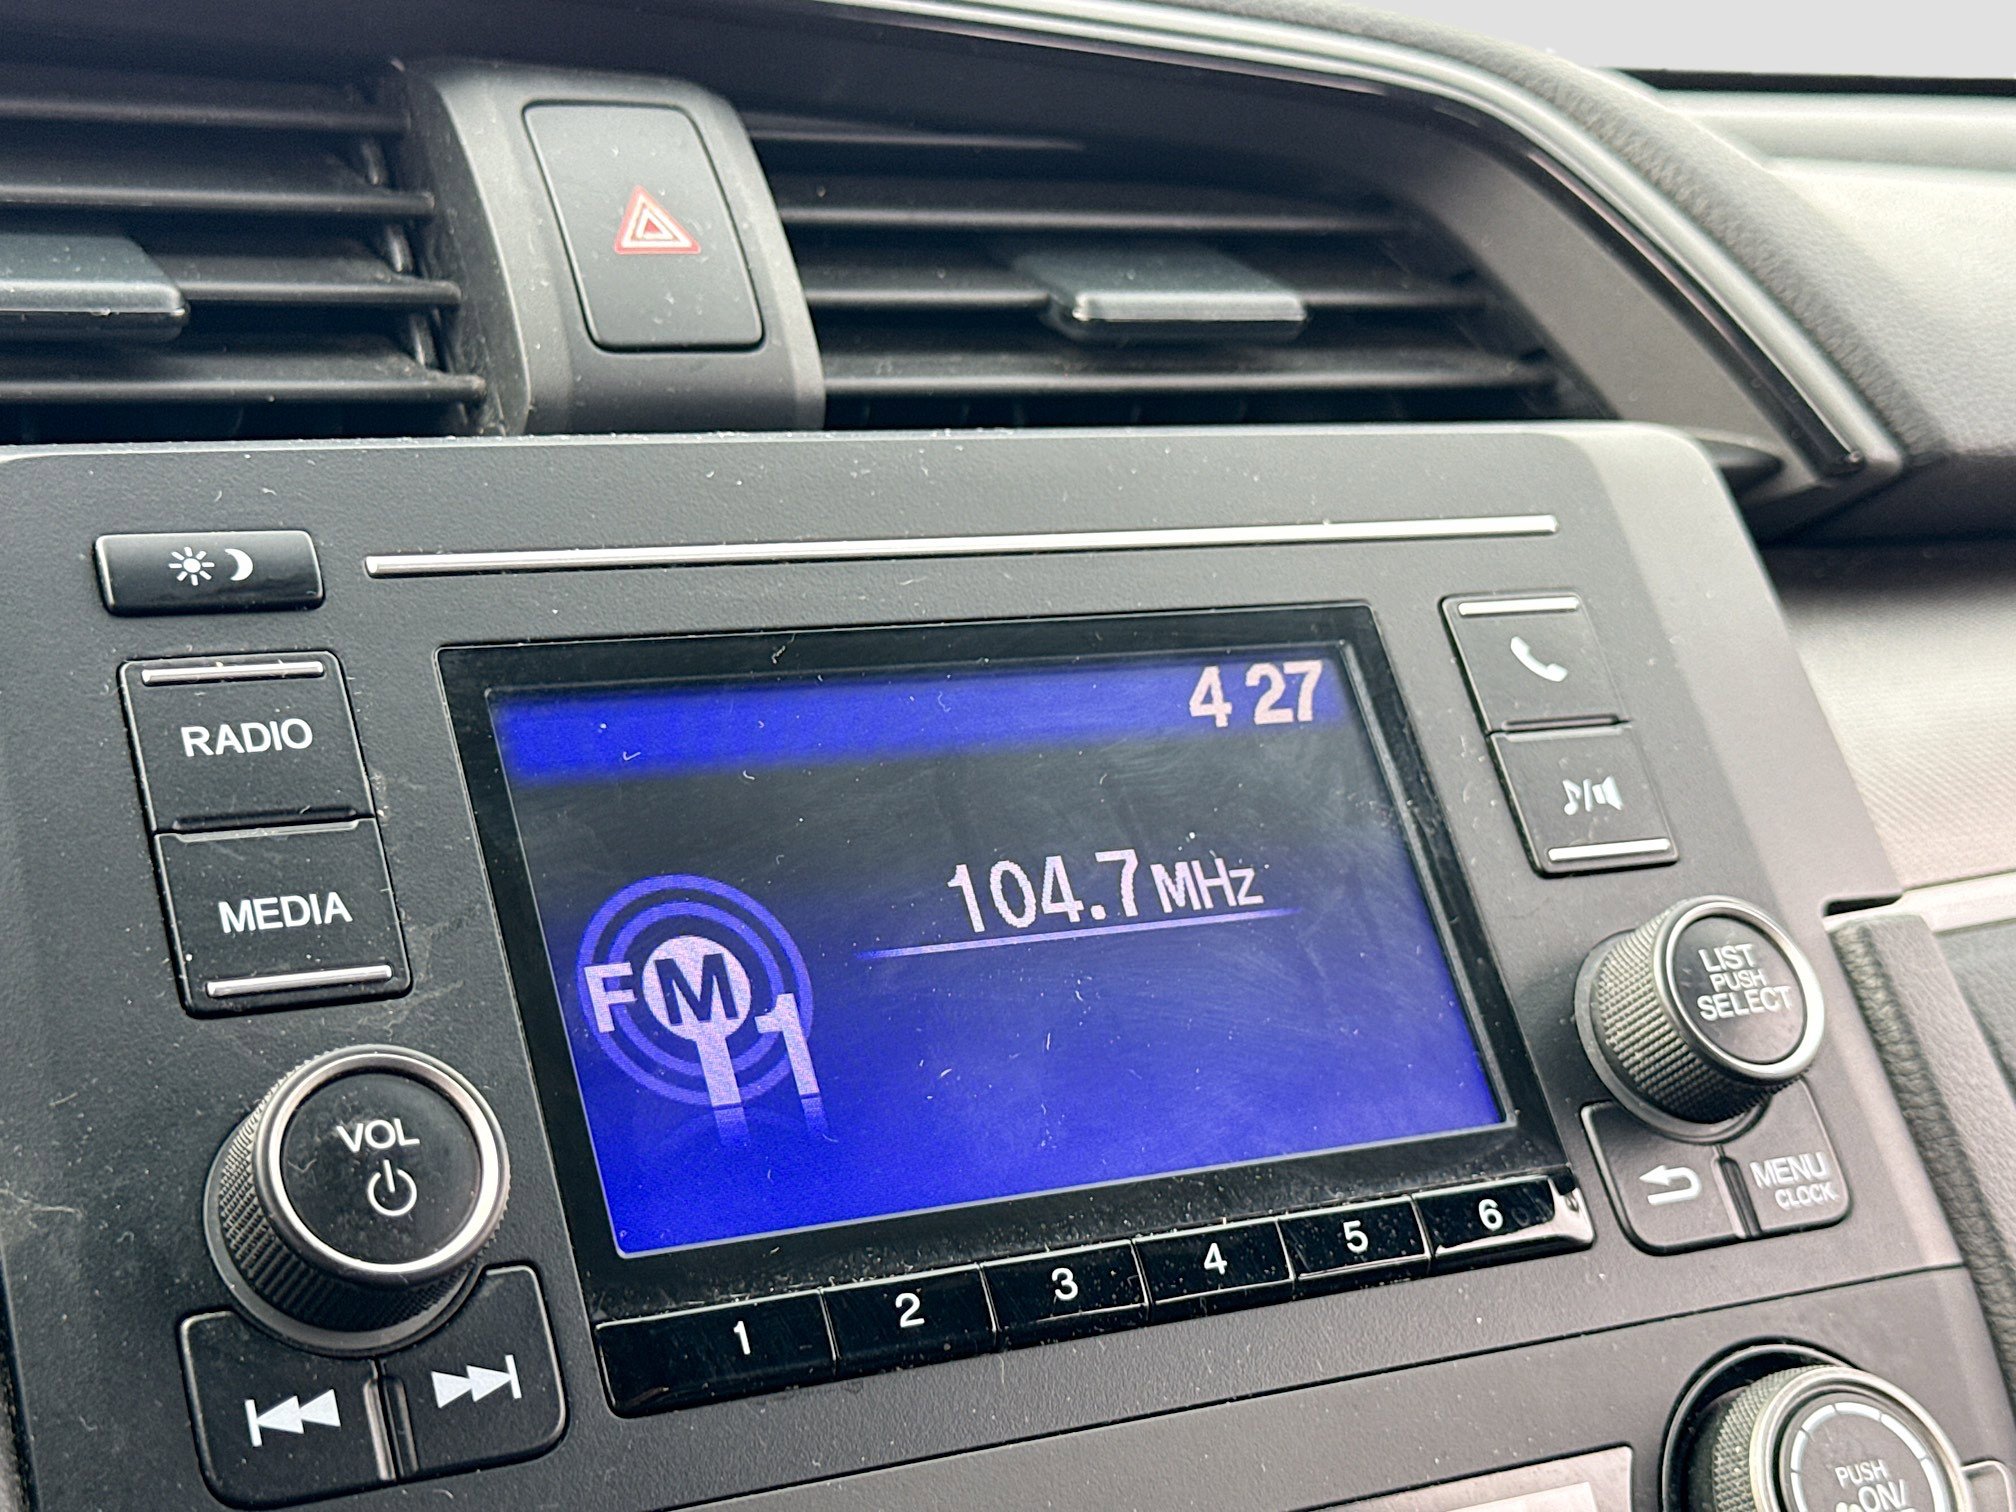 RADIO
MEDIA
VOL
4 27
104.7 MHz
FM 1
1 2 3 4 5 6
LIST
PUSH
SELECT
MENU
CLOCK
PUSH
ON/